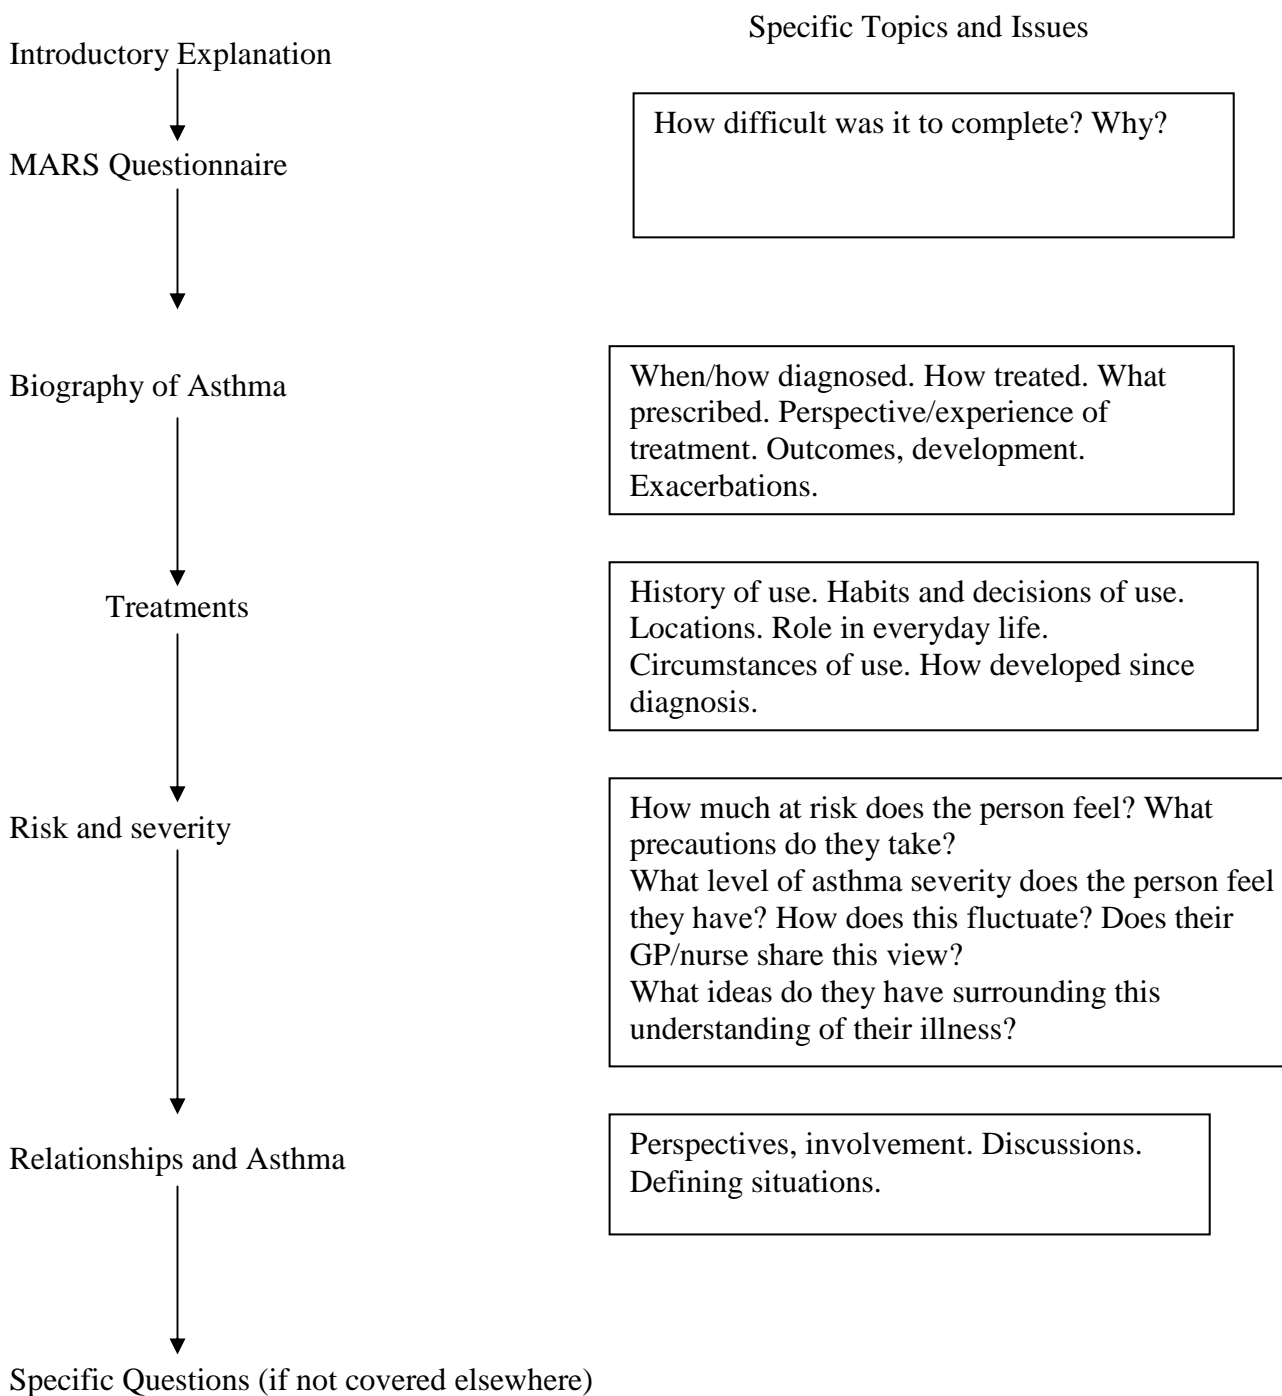 Specific Topics and Issues
Introductory Explanation
How difficult was it to complete? Why?
MARS Questionnaire
Biography of Asthma
When/how diagnosed. How treated. What
prescribed. Perspective/experience of
treatment. Outcomes, development.
Exacerbations.
Treatments
History of use. Habits and decisions of use.
Locations. Role in everyday life.
Circumstances of use. How developed since
diagnosis.
Risk and severity
How much at risk does the person feel? What
precautions do they take?
What level of asthma severity does the person feel
they have? How does this fluctuate? Does their
GP/nurse share this view?
What ideas do they have surrounding this
understanding of their illness?
Relationships and Asthma
Perspectives, involvement. Discussions.
Defining situations.
Specific Questions (if not covered elsewhere)